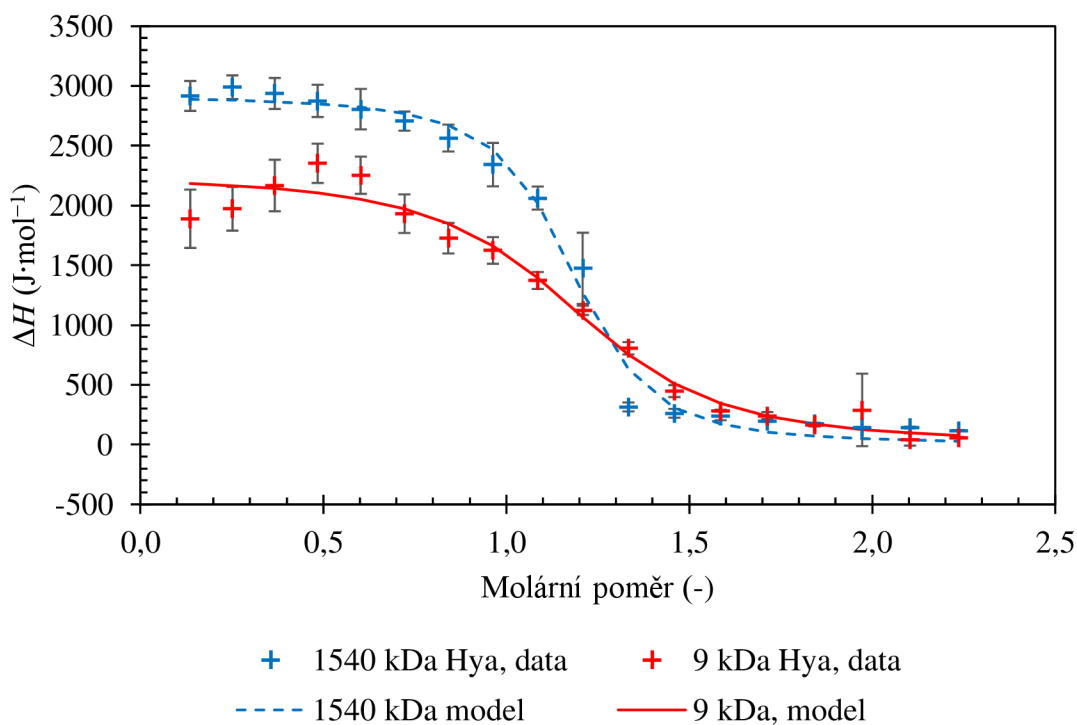 3500
3000
2500
2000
1500
1000
500
0
-500
ΔH (J·mol⁻¹)
0,0 0,5 1,0 1,5 2,0 2,5
Molární poměr (-)
1540 kDa Hya, data 9 kDa Hya, data
1540 kDa model 9 kDa, model